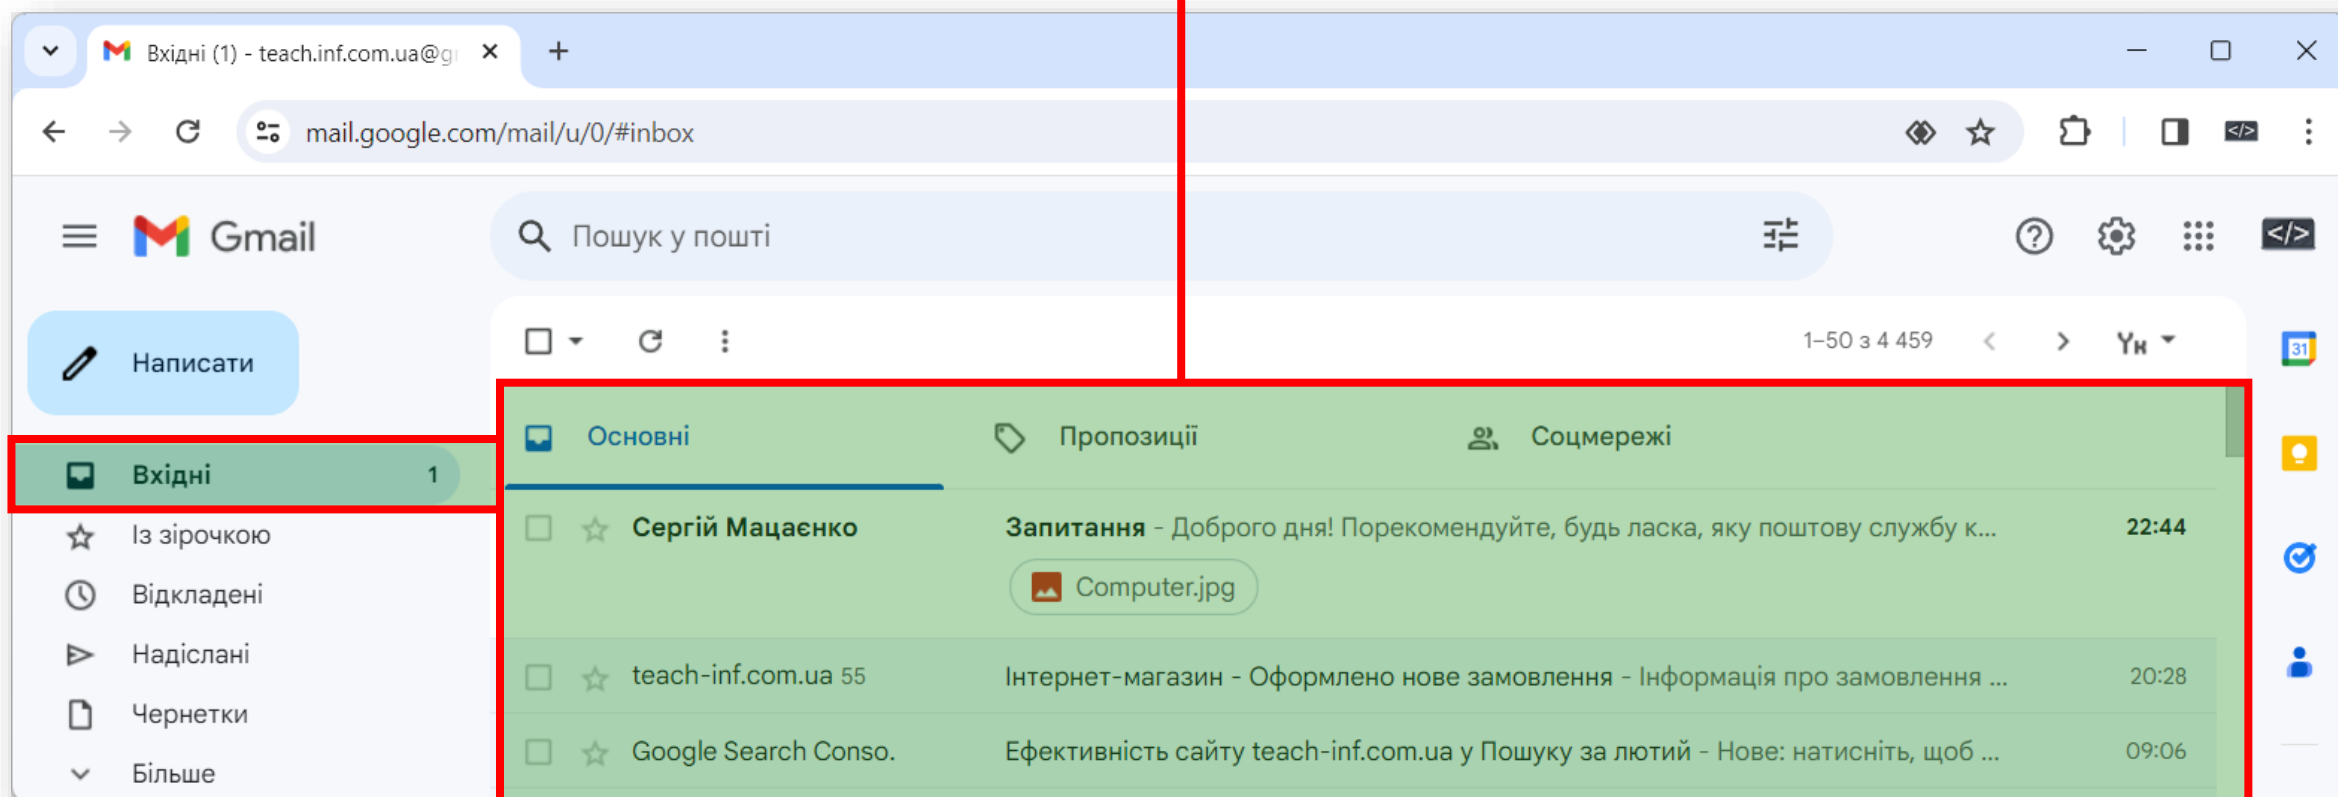 Вхідні (1) - teach.inf.com.ua@g
mail.google.com/mail/u/0/#inbox
Gmail
Пошук у пошті
Написати
1–50 з 4 459
Ук
31
Основні
Пропозиції
Соцмережі
Вхідні 1
Із зірочкою
Відкладені
Надіслані
Чернетки
Більше
Сергій Мацаєнко Запитання - Доброго дня! Порекомендуйте, будь ласка, яку поштову службу к... 22:44
Computer.jpg
teach-inf.com.ua 55 Інтернет-магазин - Оформлено нове замовлення - Інформація про замовлення ... 20:28
Google Search Conso. Ефективність сайту teach-inf.com.ua у Пошуку за лютий - Нове: натисніть, щоб ... 09:06